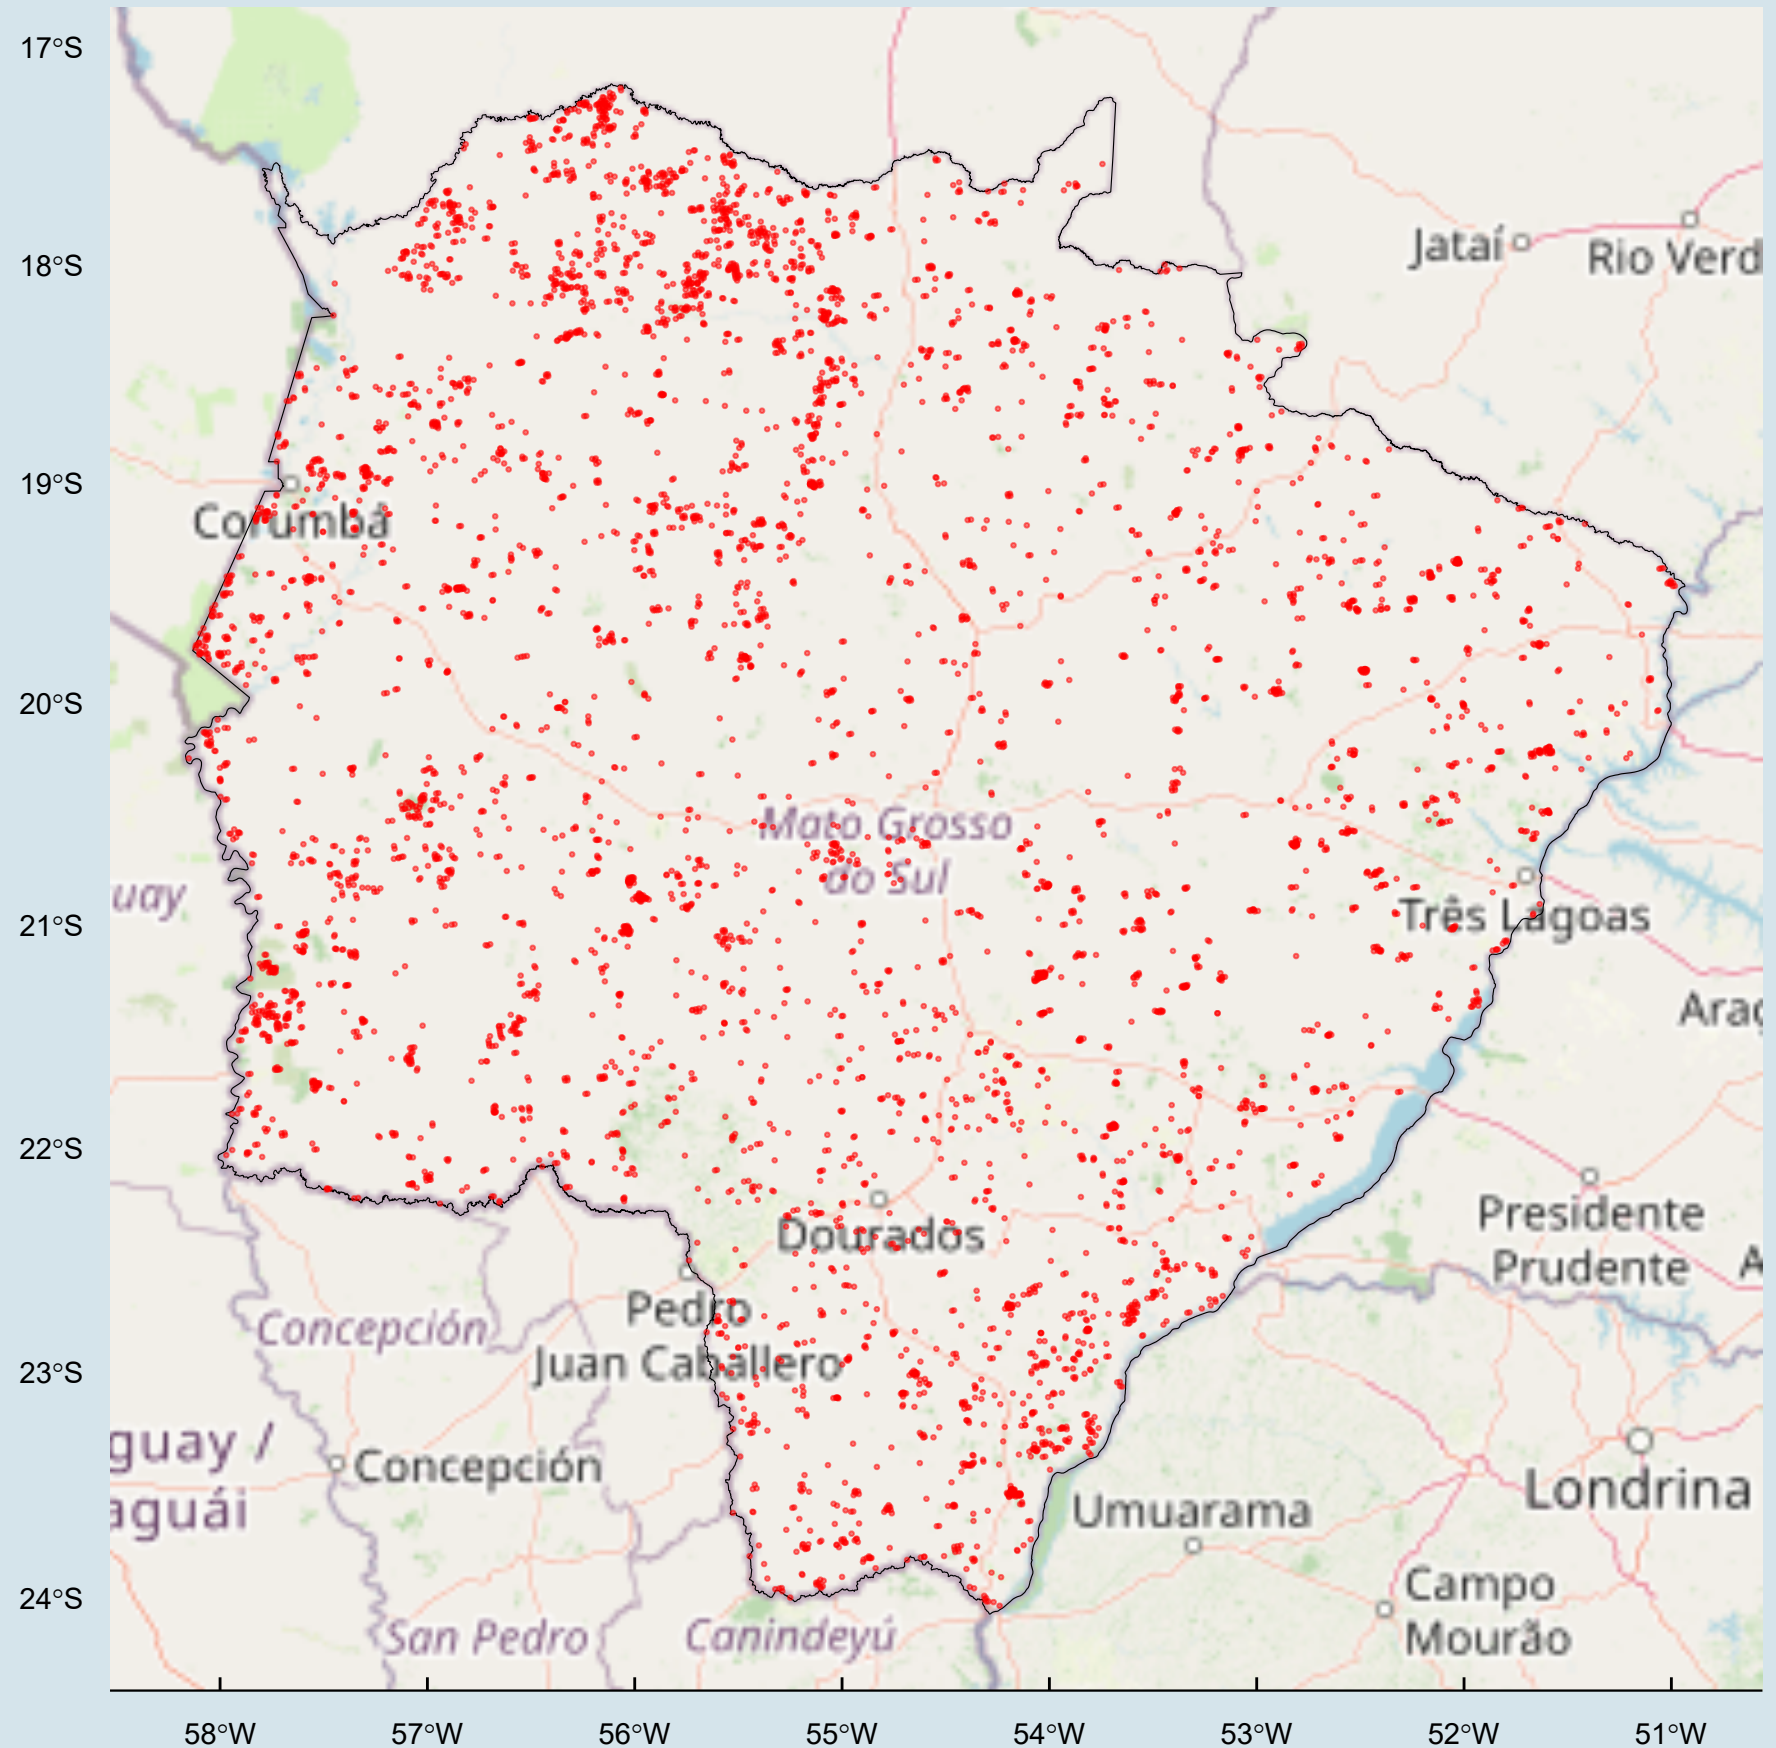 17°S
18°S
Jataí
Rio Verd
19°S
Corumbá
20°S
Mato Grosso
do Sul
uay
21°S
Três Lagoas
Araç
22°S
Dourados
Presidente
Prudente
A
Pedro
Juan Caballero
Concepción
23°S
guay /
aguái
Concepción
Umuarama
Londrina
24°S
Campo
Mourão
San Pedro
Canindeyú
58°W
57°W
56°W
55°W
54°W
53°W
52°W
51°W